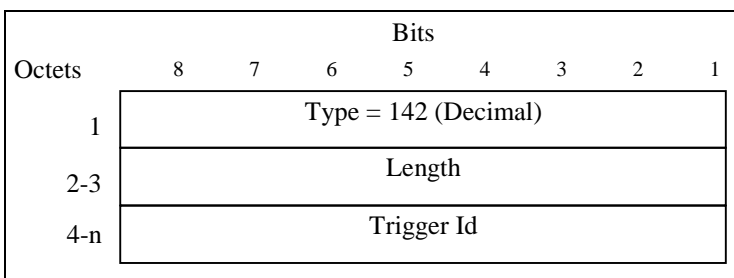 Bits
Octets 8 7 6 5 4 3 2 1
1 Type = 142 (Decimal)
2-3 Length
4-n Trigger Id